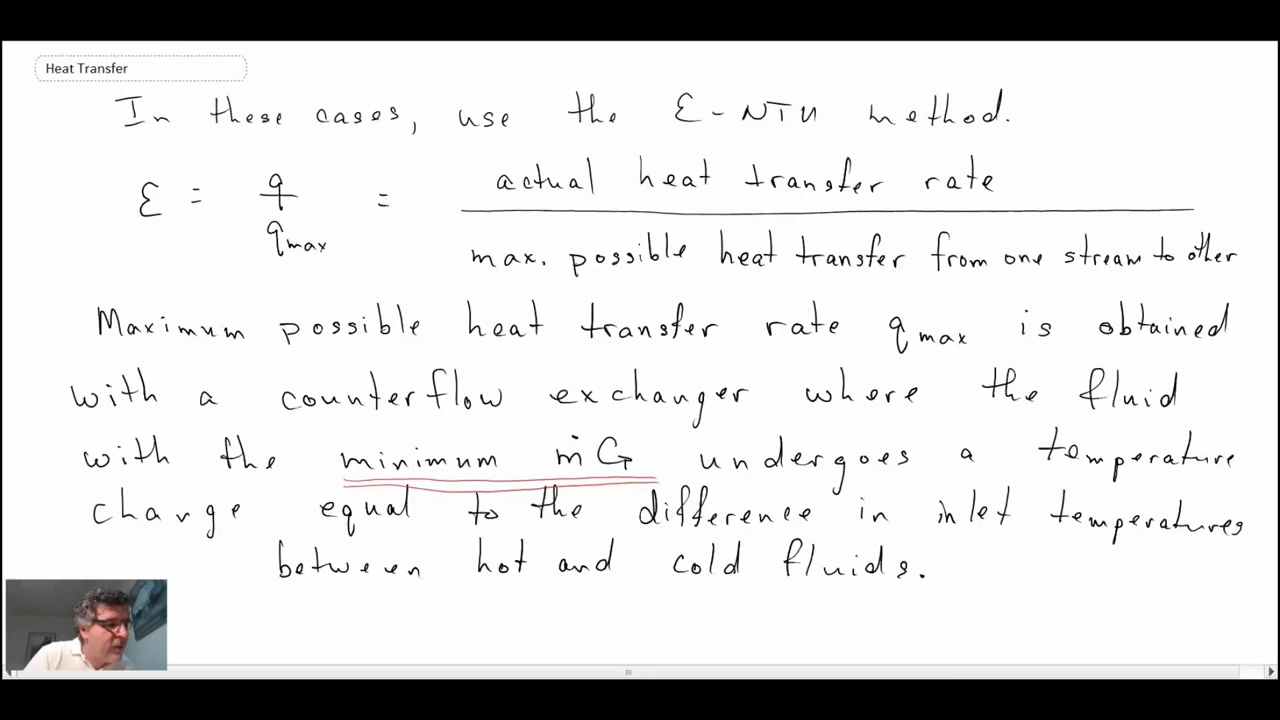 Heat Transfer
In these cases, use the ε-NTU method.
ε = q / qmax = actual heat transfer rate
max. possible heat transfer from one stream to other
Maximum possible heat transfer rate qmax is obtained
with a counterflow exchanger where the fluid
with the minimum ṁCp undergoes a temperature
change equal to the difference in inlet temperatures
between hot and cold fluids.